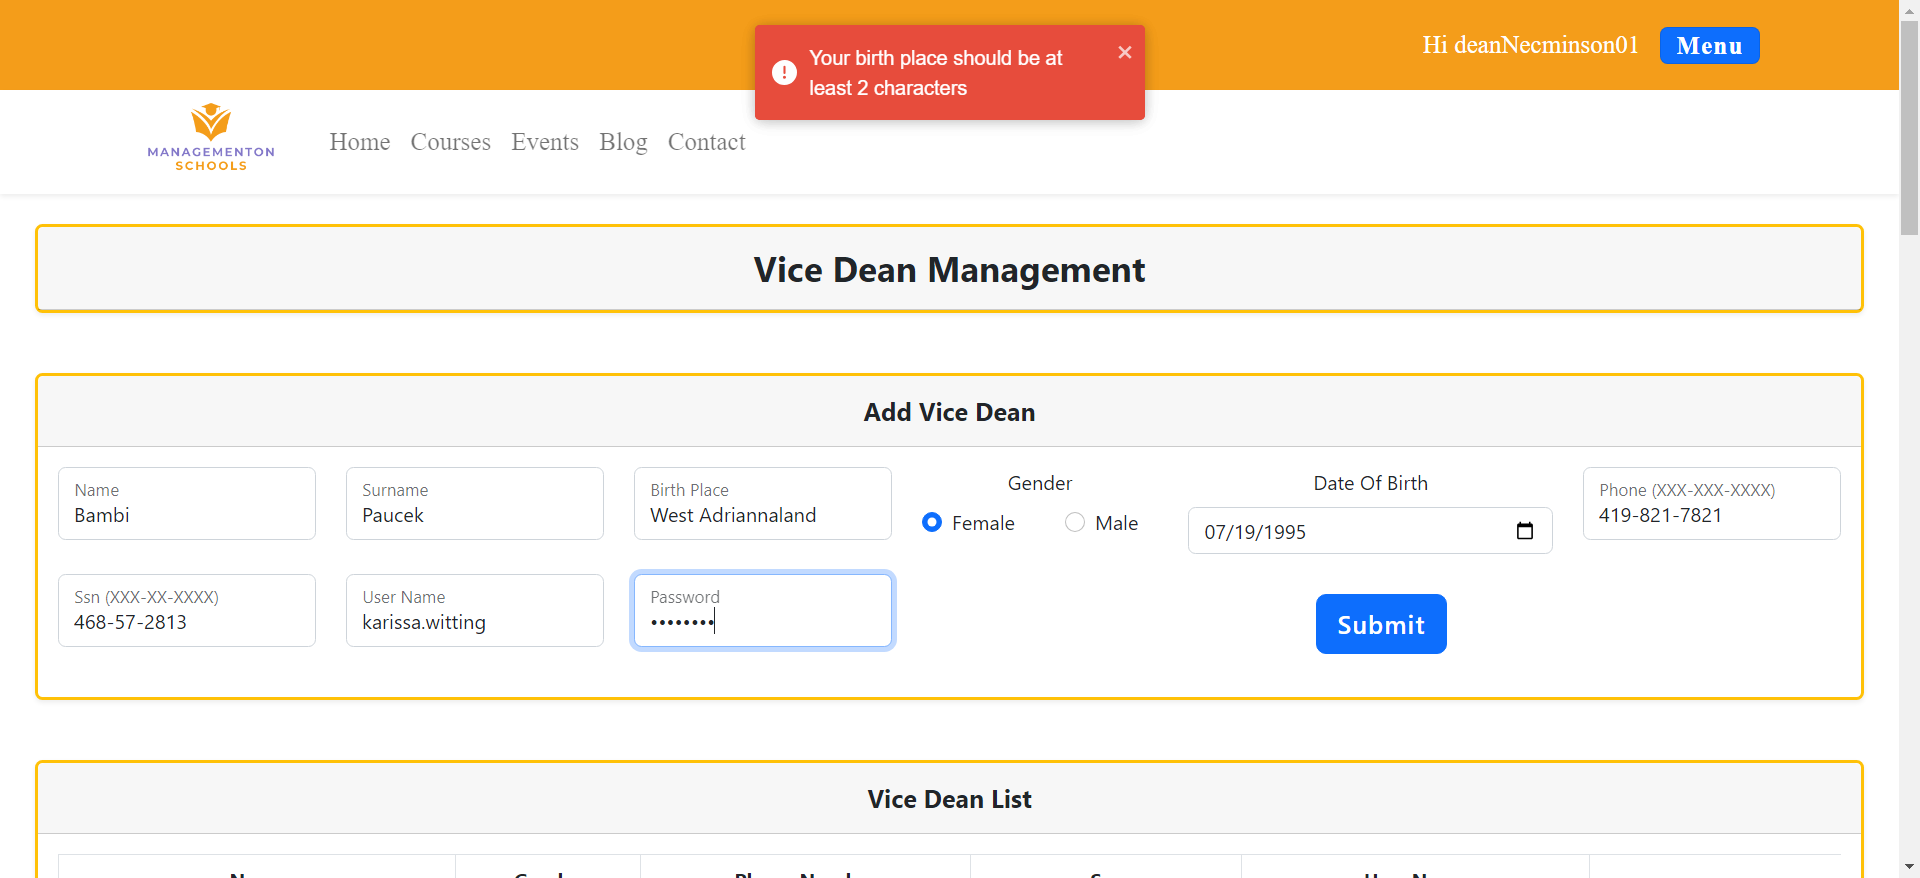 Your birth place should be at
least 2 characters
Hi deanNecminson01
Menu
MANAGEMENTON
SCHOOLS
Home Courses Events Blog Contact
Vice Dean Management
Add Vice Dean
Name
Bambi
Surname
Paucek
Birth Place
West Adriannaland
Gender
Female Male
Date Of Birth
07/19/1995
Phone (XXX-XXX-XXXX)
419-821-7821
Ssn (XXX-XX-XXXX)
468-57-2813
User Name
karissa.witting
Password
••••••••
Submit
Vice Dean List